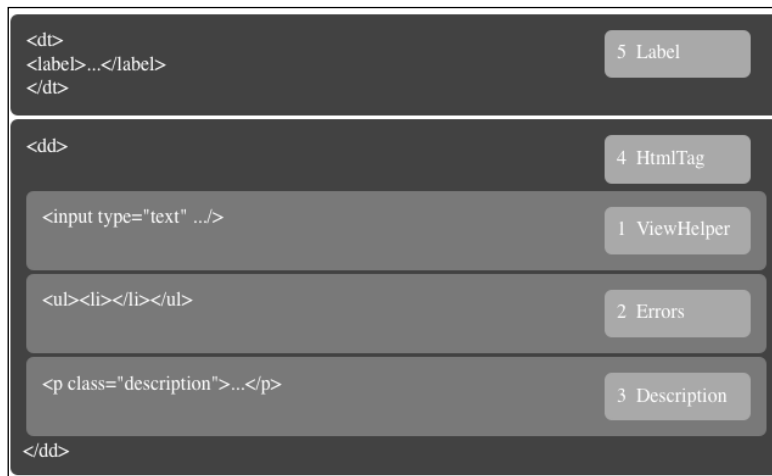 <dt>
<label>...</label>
</dt>
5 Label
<dd>
4 HtmlTag
<input type="text" .../>
1 ViewHelper
<ul><li></li></ul>
2 Errors
<p class="description">...</p>
3 Description
</dd>